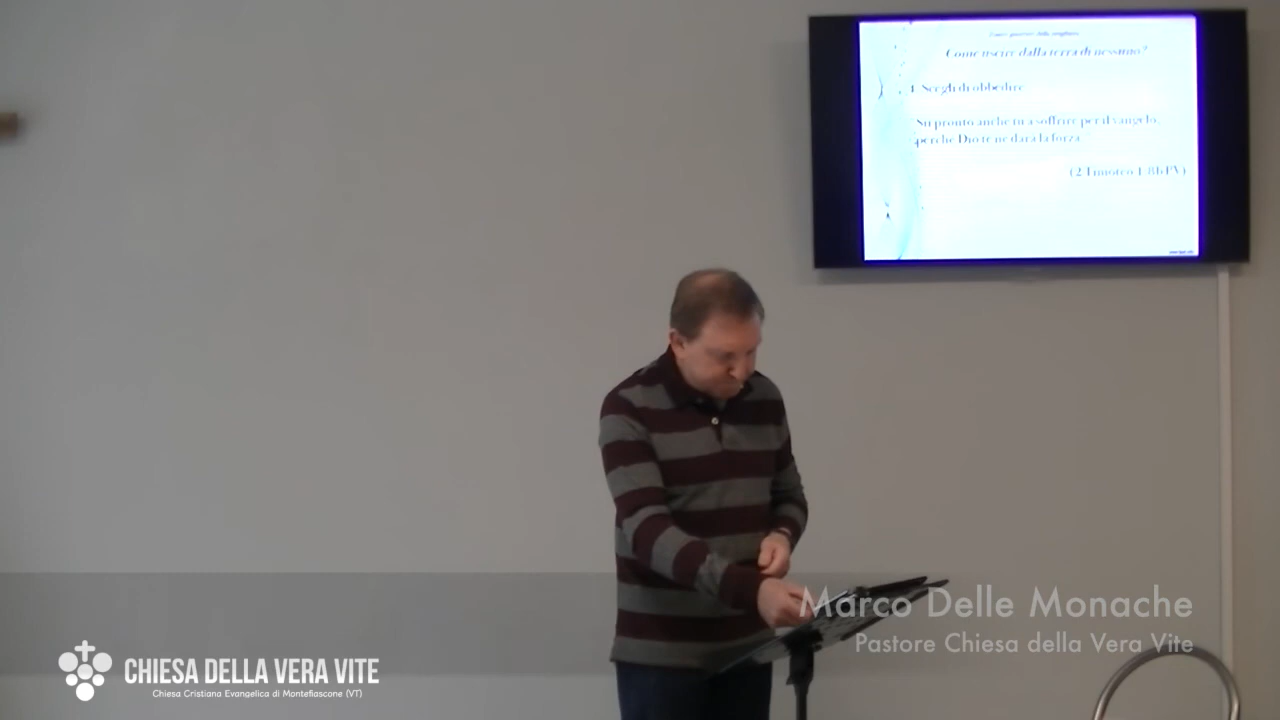 Come uscire dalla terra di nessuno?
1. Scegli di obbedire
Sii pronto anche tu a soffrire per il vangelo,
perché Dio te ne darà la forza.
(2 Timoteo 1:8b PV)
Marco Delle Monache
Pastore Chiesa della Vera Vite
CHIESA DELLA VERA VITE
Chiesa Cristiana Evangelica di Montefiascone (VT)